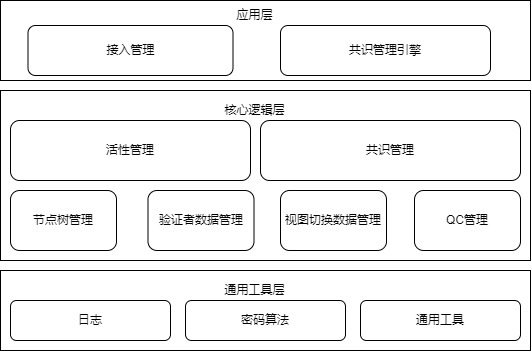 应用层
接入管理
共识管理引擎
核心逻辑层
活性管理
共识管理
节点树管理
验证者数据管理
视图切换数据管理
QC管理
通用工具层
日志
密码算法
通用工具